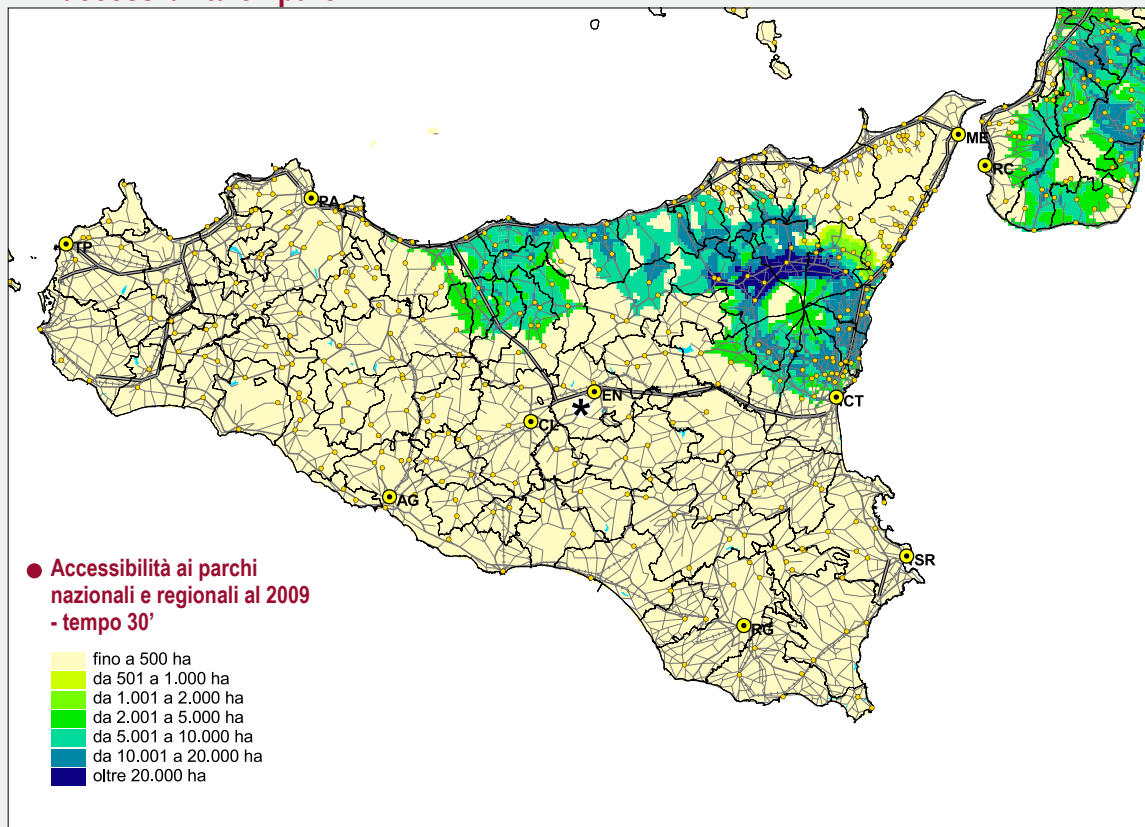 ME
RC
PA
TP
EN
*
CT
CL
AG
SR
RG
Accessibilità ai parchi
nazionali e regionali al 2009
- tempo 30’
fino a 500 ha
da 501 a 1.000 ha
da 1.001 a 2.000 ha
da 2.001 a 5.000 ha
da 5.001 a 10.000 ha
da 10.001 a 20.000 ha
oltre 20.000 ha